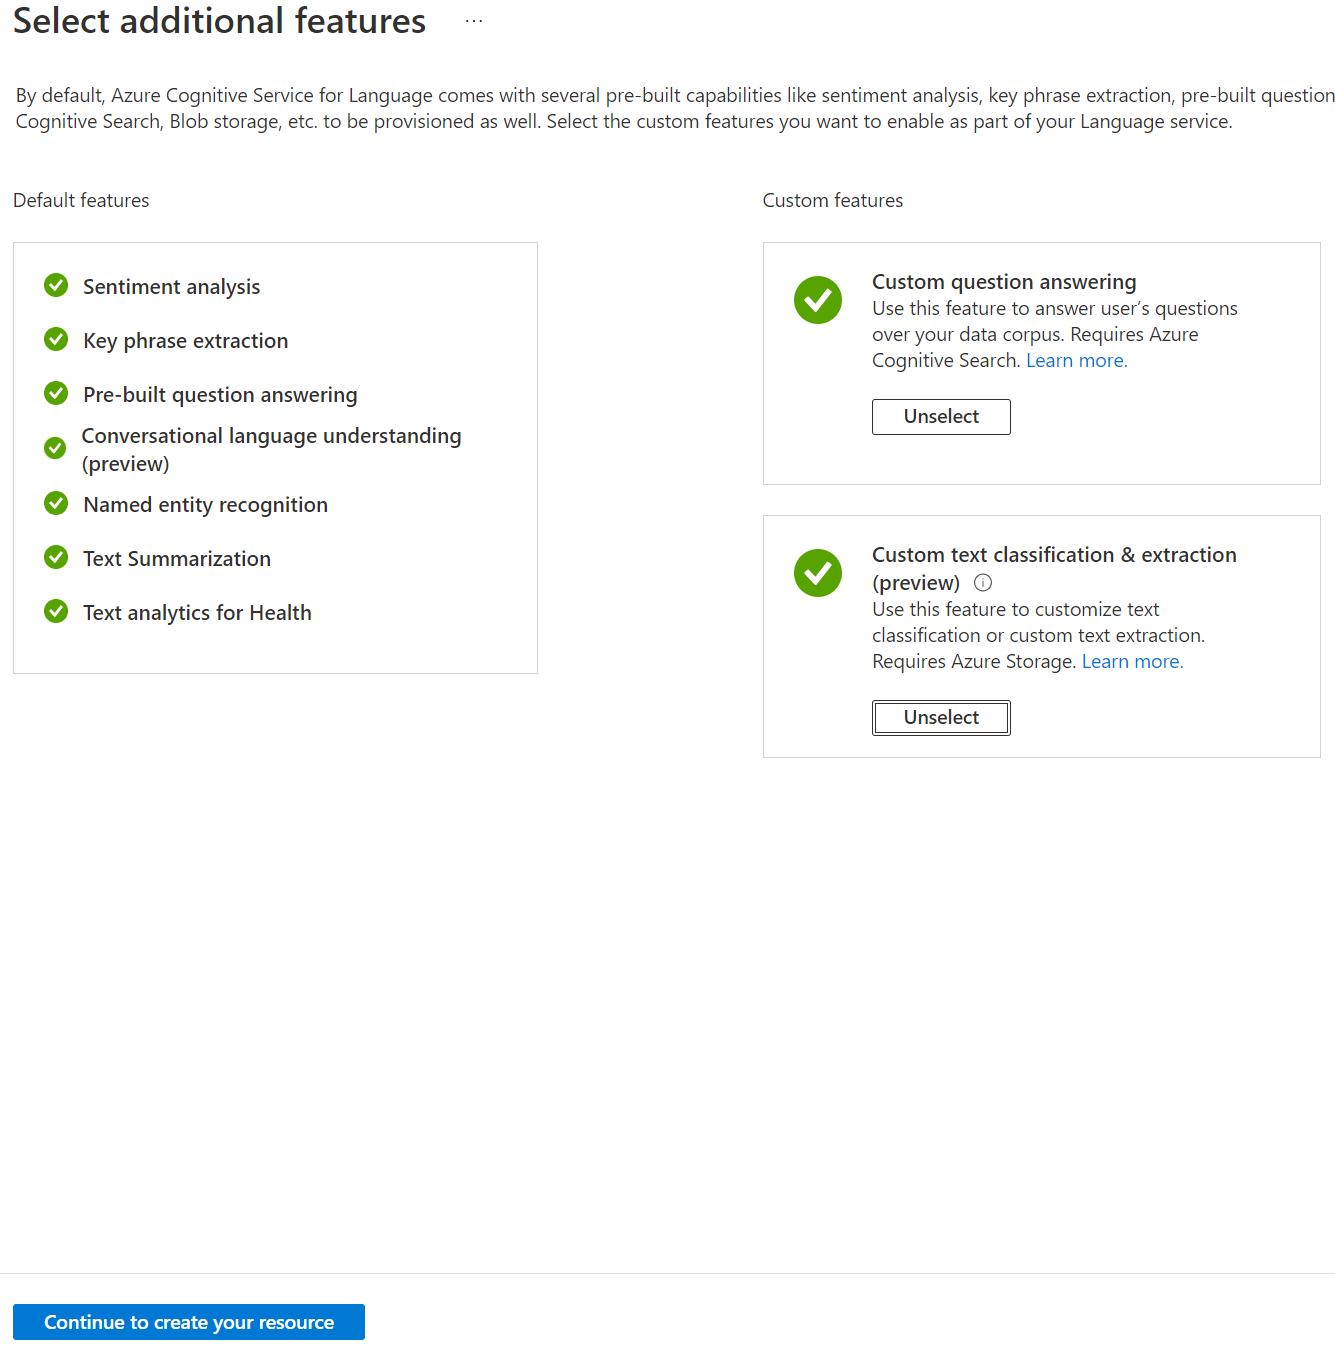 Select additional features ...
By default, Azure Cognitive Service for Language comes with several pre-built capabilities like sentiment analysis, key phrase extraction, pre-built question
Cognitive Search, Blob storage, etc. to be provisioned as well. Select the custom features you want to enable as part of your Language service.
Default features
Sentiment analysis
Key phrase extraction
Pre-built question answering
Conversational language understanding
(preview)
Named entity recognition
Text Summarization
Text analytics for Health
Custom features
Custom question answering
Use this feature to answer user’s questions
over your data corpus. Requires Azure
Cognitive Search. Learn more.
Unselect
Custom text classification & extraction
(preview)
Use this feature to customize text
classification or custom text extraction.
Requires Azure Storage. Learn more.
Unselect
Continue to create your resource